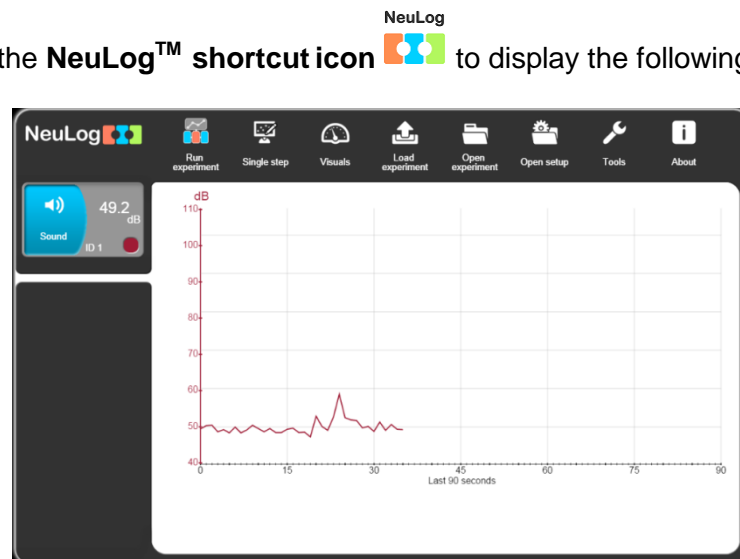 NeuLog
the NeuLog™ shortcut icon to display the following
NeuLog
Run experiment Single step Visuals Load experiment Open experiment Open setup Tools About
49.2 dB
Sound
ID 1
dB
110
100
90
80
70
60
50
40
0 15 30 45 60 75 90
Last 90 seconds